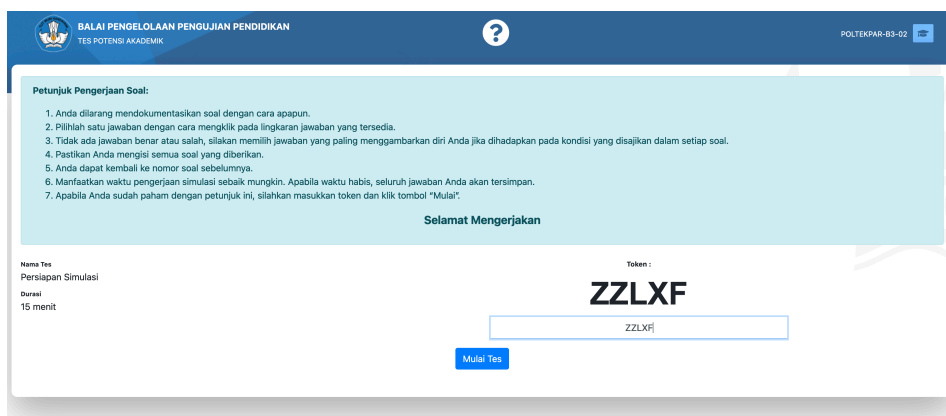 BALAI PENGELOLAAN PENGUJIAN PENDIDIKAN
TES POTENSI AKADEMIK
?
POLTEKPAR-B3-02
Petunjuk Pengerjaan Soal:
1. Anda dilarang mendokumentasikan soal dengan cara apapun.
2. Pilihlah satu jawaban dengan cara mengklik pada lingkaran jawaban yang tersedia.
3. Tidak ada jawaban benar atau salah, silakan memilih jawaban yang paling menggambarkan diri Anda jika dihadapkan pada kondisi yang disajikan dalam setiap soal.
4. Pastikan Anda mengisi semua soal yang diberikan.
5. Anda dapat kembali ke nomor soal sebelumnya.
6. Manfaatkan waktu pengerjaan simulasi sebaik mungkin. Apabila waktu habis, seluruh jawaban Anda akan tersimpan.
7. Apabila Anda sudah paham dengan petunjuk ini, silahkan masukkan token dan klik tombol "Mulai".
Selamat Mengerjakan
Nama Tes
Persiapan Simulasi
Durasi
15 menit
Token :
ZZLXF
ZZLXF
Mulai Tes